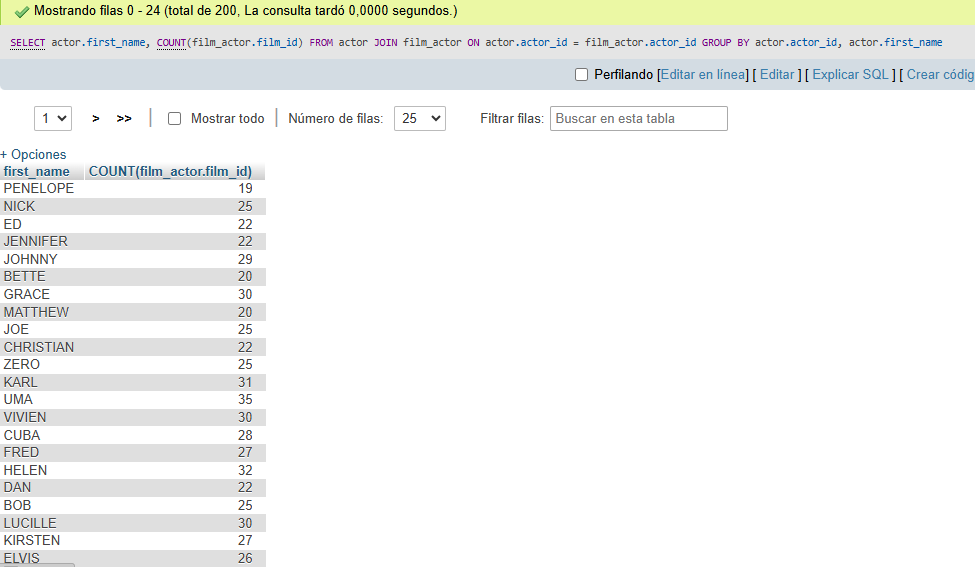 Mostrando filas 0 - 24 (total de 200, La consulta tardó 0,0000 segundos.)
SELECT actor.first_name, COUNT(film_actor.film_id) FROM actor JOIN film_actor ON actor.actor_id = film_actor.actor_id GROUP BY actor.actor_id, actor.first_name
Perfilando [Editar en línea] [ Editar ] [ Explicar SQL ] [ Crear códig
1 > >> | Mostrar todo | Número de filas: 25 Filtrar filas: Buscar en esta tabla
+ Opciones
first_name COUNT(film_actor.film_id)
PENELOPE 19
NICK 25
ED 22
JENNIFER 22
JOHNNY 29
BETTE 20
GRACE 30
MATTHEW 20
JOE 25
CHRISTIAN 22
ZERO 25
KARL 31
UMA 35
VIVIEN 30
CUBA 28
FRED 27
HELEN 32
DAN 22
BOB 25
LUCILLE 30
KIRSTEN 27
ELVIS 26